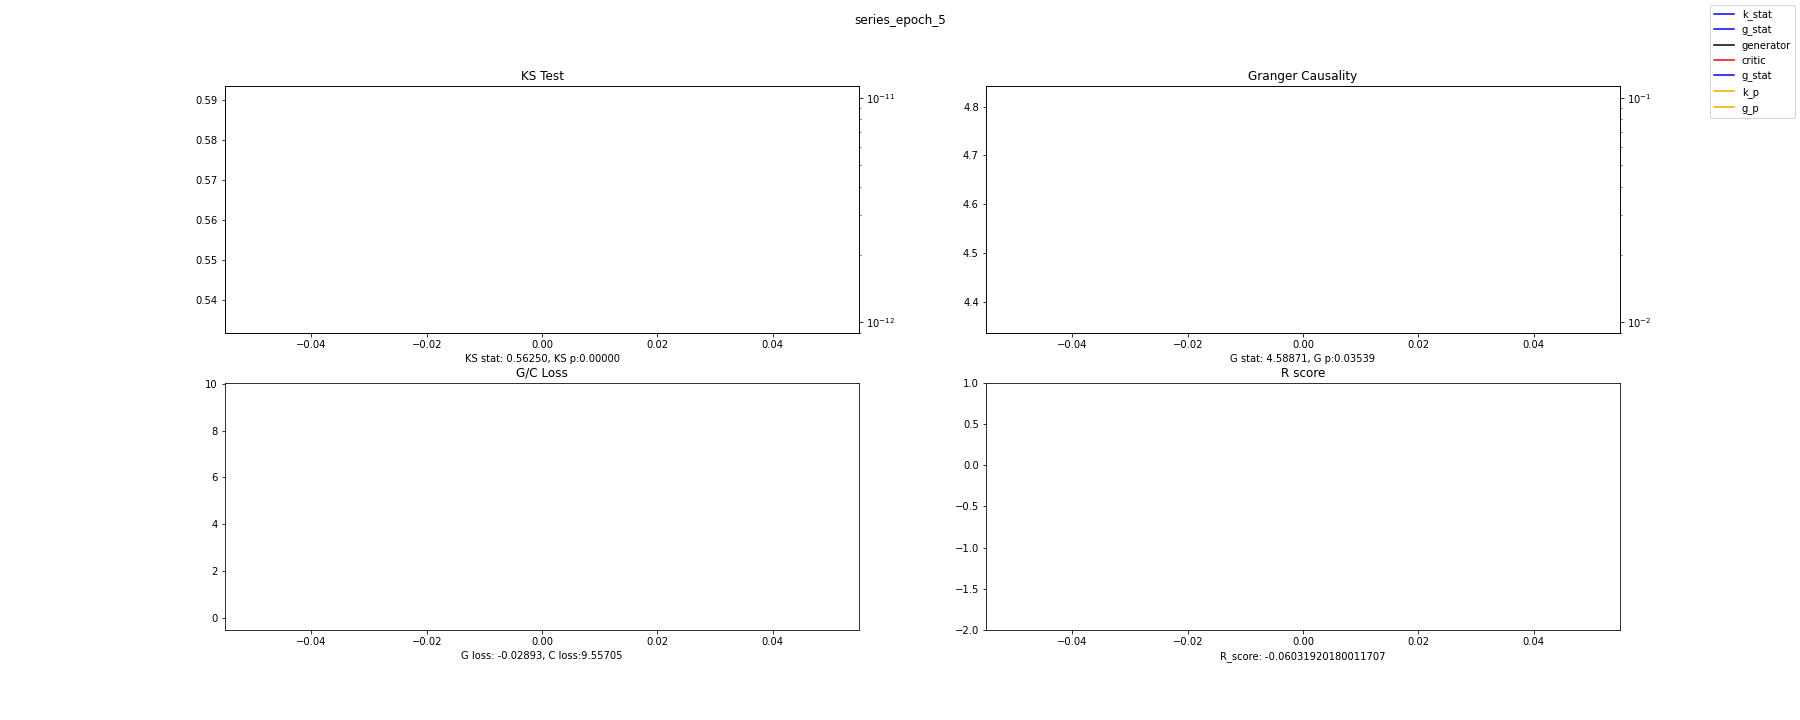 series_epoch_5
k_stat
g_stat
generator
critic
g_stat
k_p
g_p
KS Test
0.59
0.58
0.57
0.56
0.55
0.54
10⁻¹¹
10⁻¹²
−0.04 −0.02 0.00 0.02 0.04
KS stat: 0.56250, KS p:0.00000
Granger Causality
4.8
4.7
4.6
4.5
4.4
10⁻¹
10⁻²
−0.04 −0.02 0.00 0.02 0.04
G stat: 4.58871, G p:0.03539
G/C Loss
10
8
6
4
2
0
−0.04 −0.02 0.00 0.02 0.04
G loss: -0.02893, C loss:9.55705
R score
1.0
0.5
0.0
−0.5
−1.0
−1.5
−2.0
−0.04 −0.02 0.00 0.02 0.04
R_score: -0.06031920180011707